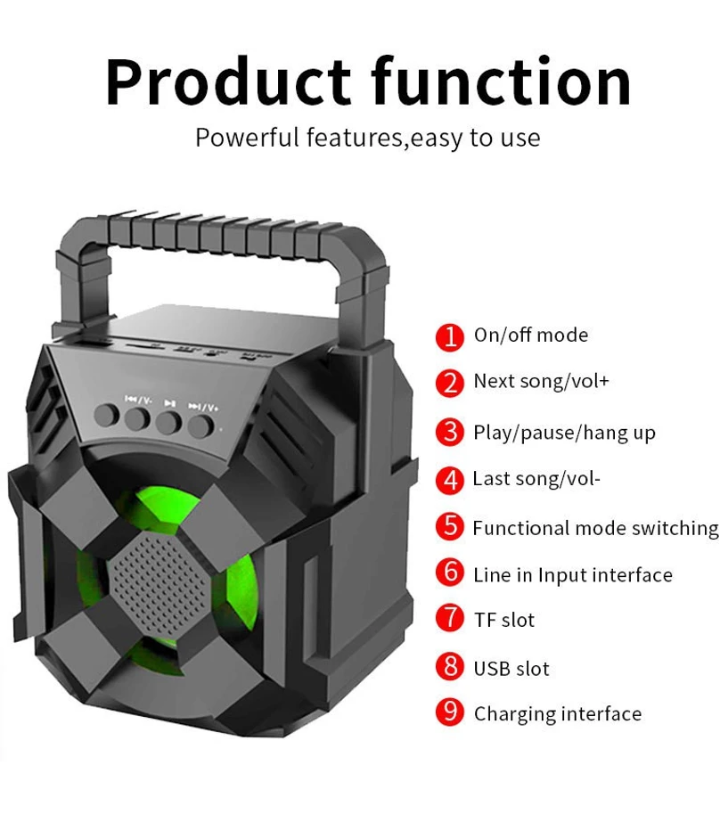 Product function
Powerful features,easy to use
⏮/V- ⏯ ⏭/V+
1 On/off mode
2 Next song/vol+
3 Play/pause/hang up
4 Last song/vol-
5 Functional mode switching
6 Line in Input interface
7 TF slot
8 USB slot
9 Charging interface